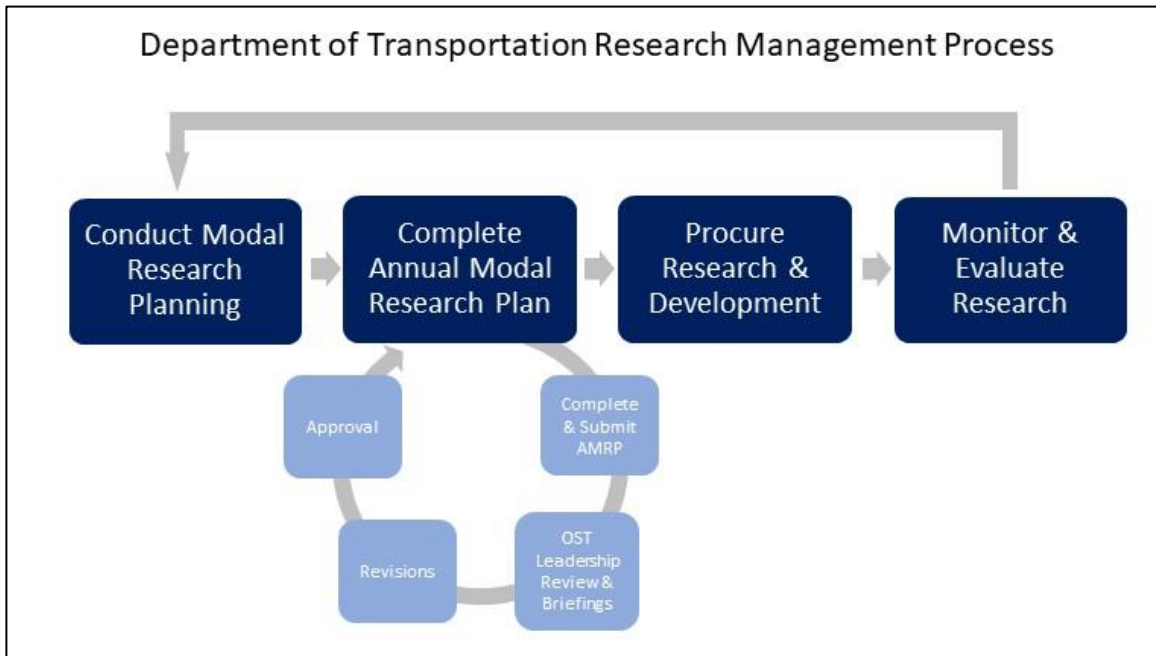 Department of Transportation Research Management Process
Conduct Modal
Research
Planning
Complete
Annual Modal
Research Plan
Procure
Research &
Development
Monitor &
Evaluate
Research
Approval
Complete
& Submit
AMRP
Revisions
OST
Leadership
Review &
Briefings